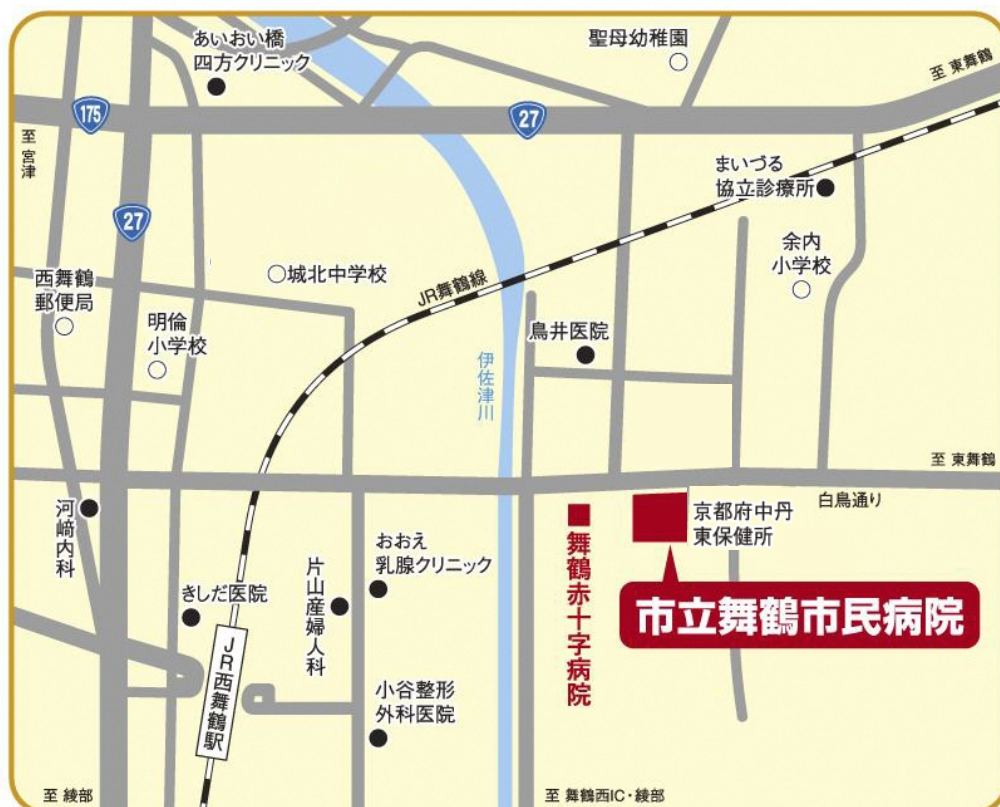 あいおい橋
四方クリニック
聖母幼稚園
至 東舞鶴
175
27
至 宮津
まいづる
協立診療所
27
余内
小学校
西舞鶴
郵便局
城北中学校
JR舞鶴線
明倫
小学校
鳥井医院
伊佐津川
至 東舞鶴
白鳥通り
河﨑内科
京都府中丹
東保健所
舞鶴赤十字病院
おおえ
乳腺クリニック
片山産婦人科
きしだ医院
市立舞鶴市民病院
JR西舞鶴駅
小谷整形
外科医院
至 綾部
至 舞鶴西IC・綾部